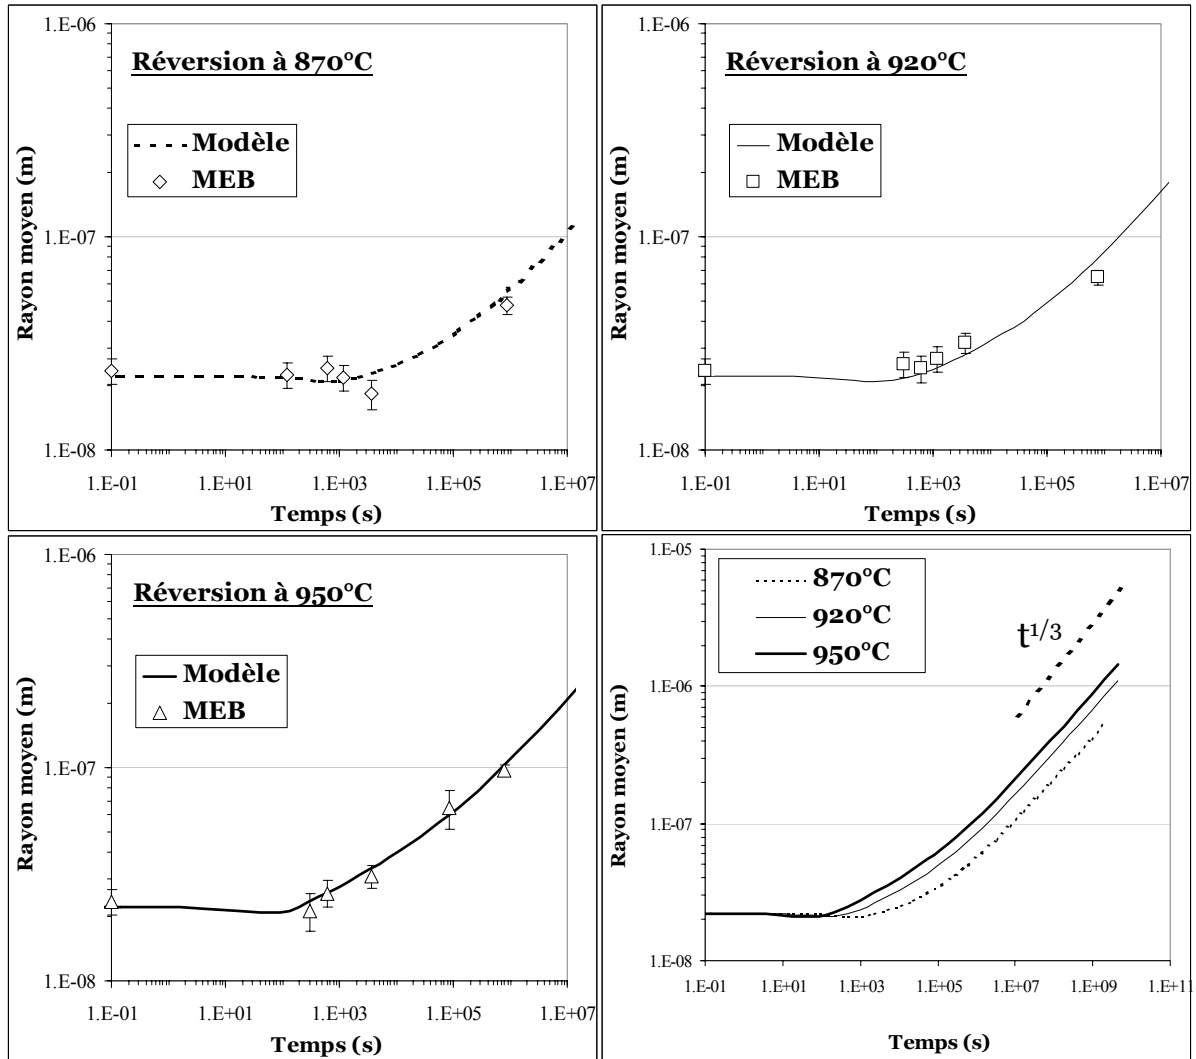 1.E-06
Réversion à 870°C
Modèle
MEB
1.E-07
1.E-08
Rayon moyen (m)
1.E-01 1.E+01 1.E+03 1.E+05 1.E+07
Temps (s)
1.E-06
Réversion à 920°C
Modèle
MEB
1.E-07
1.E-08
Rayon moyen (m)
1.E-01 1.E+01 1.E+03 1.E+05 1.E+07
Temps (s)
1.E-06
Réversion à 950°C
Modèle
MEB
1.E-07
1.E-08
Rayon moyen (m)
1.E-01 1.E+01 1.E+03 1.E+05 1.E+07
Temps (s)
1.E-05
870°C
920°C
950°C
t1/3
1.E-06
1.E-07
1.E-08
Rayon moyen (m)
1.E-01 1.E+01 1.E+03 1.E+05 1.E+07 1.E+09 1.E+11
Temps (s)